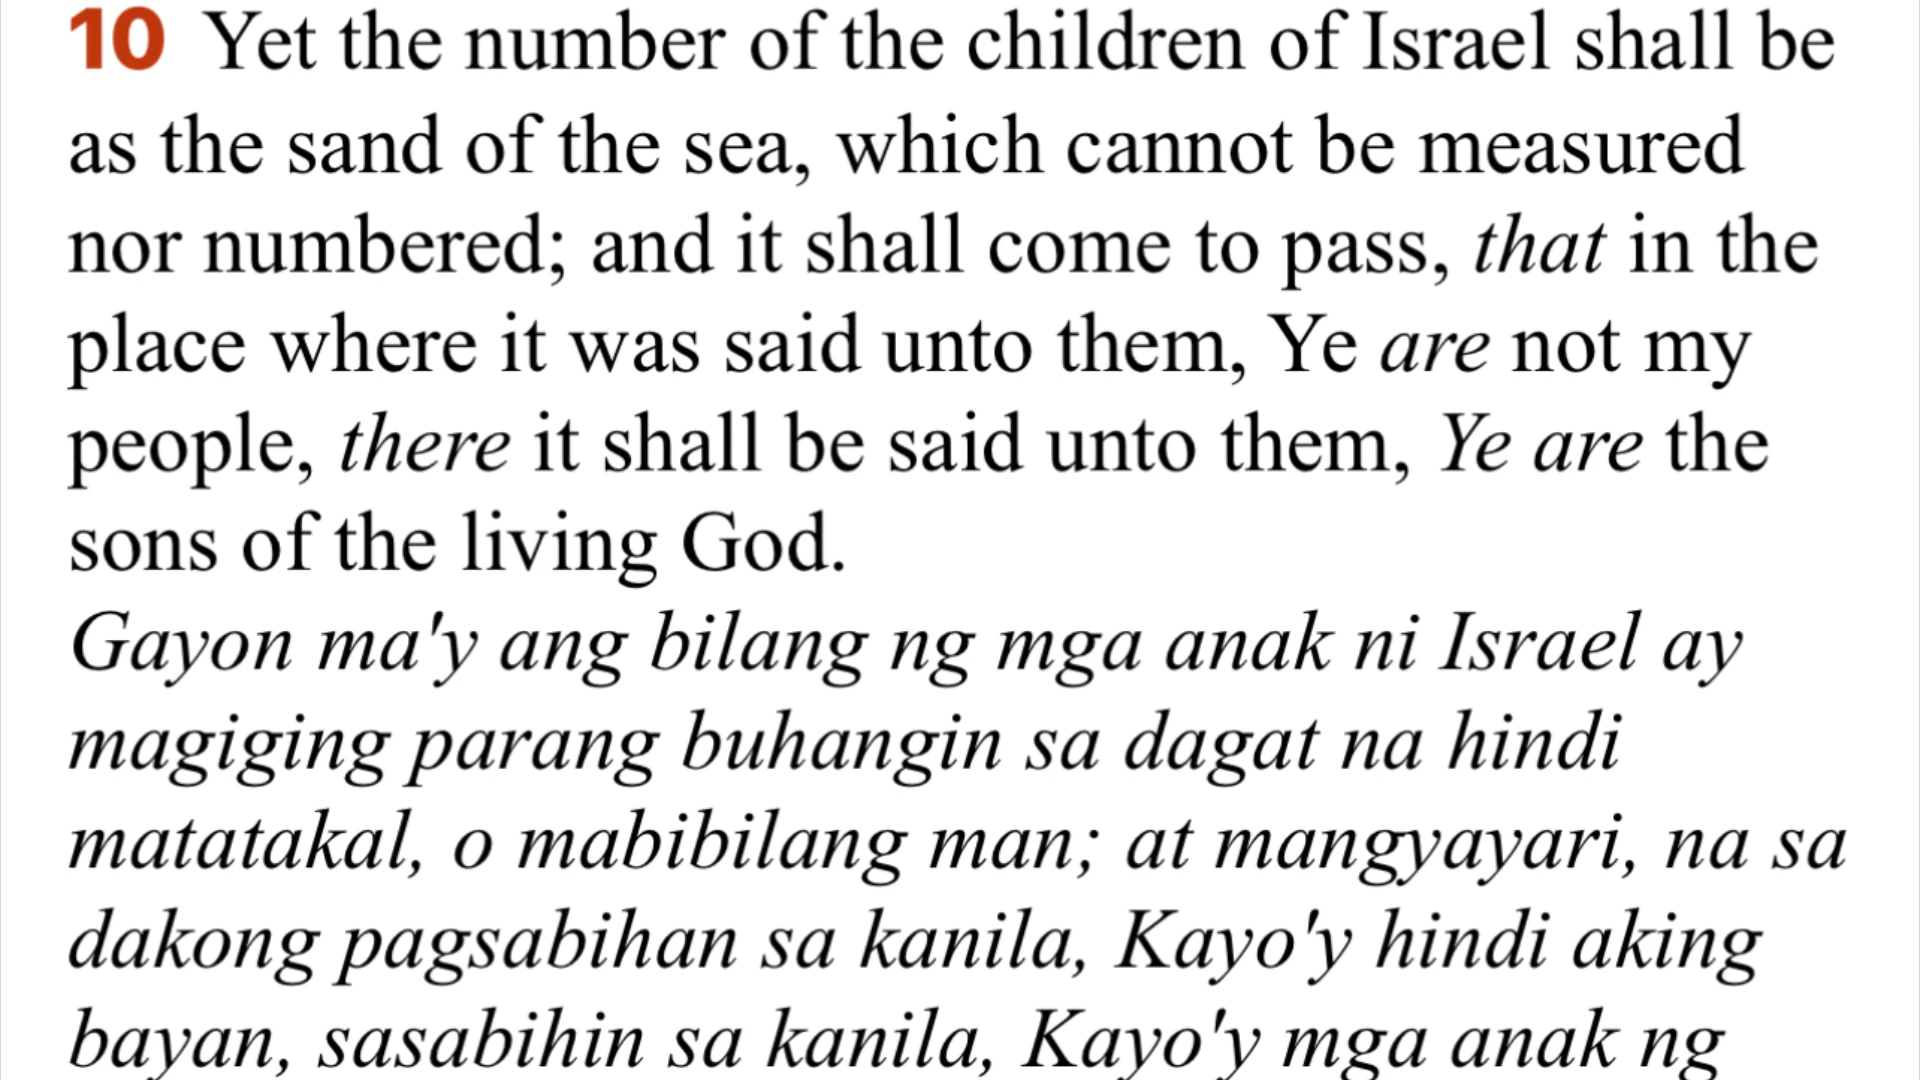 10 Yet the number of the children of Israel shall be
as the sand of the sea, which cannot be measured
nor numbered; and it shall come to pass, that in the
place where it was said unto them, Ye are not my
people, there it shall be said unto them, Ye are the
sons of the living God.
Gayon ma'y ang bilang ng mga anak ni Israel ay
magiging parang buhangin sa dagat na hindi
matatakal, o mabibilang man; at mangyayari, na sa
dakong pagsabihan sa kanila, Kayo'y hindi aking
bayan, sasabihin sa kanila, Kayo'y mga anak ng